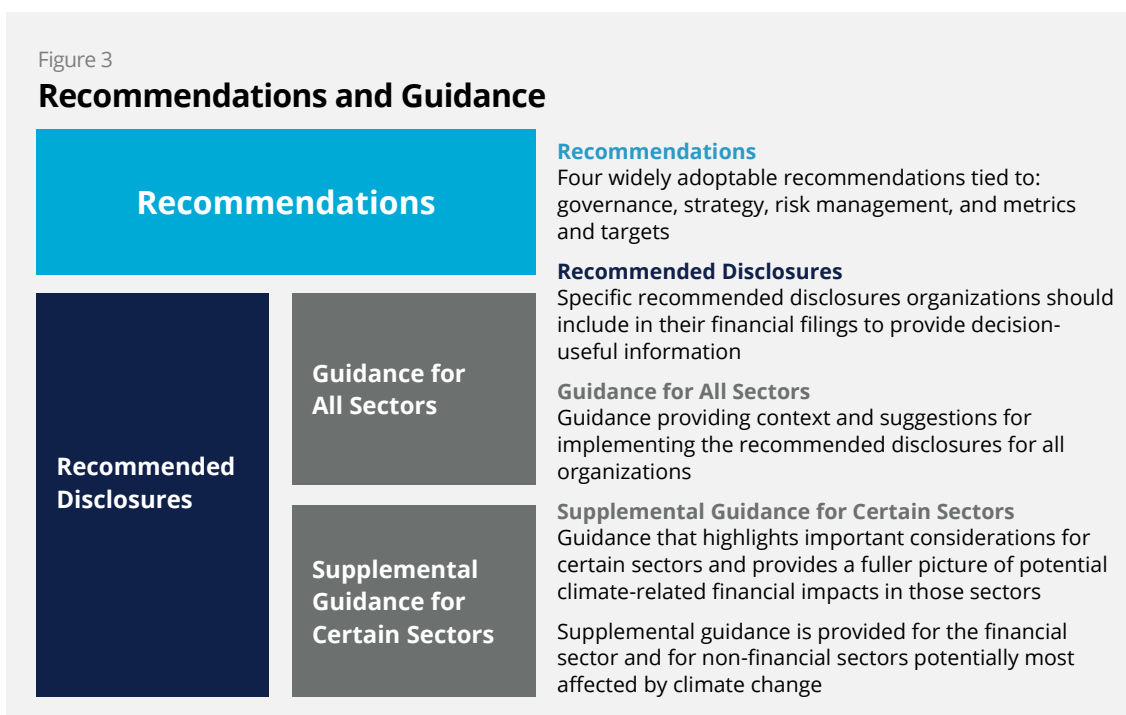 Figure 3
Recommendations and Guidance
Recommendations
Recommended
Disclosures
Guidance for
All Sectors
Supplemental
Guidance for
Certain Sectors
Recommendations
Four widely adoptable recommendations tied to:
governance, strategy, risk management, and metrics
and targets
Recommended Disclosures
Specific recommended disclosures organizations should
include in their financial filings to provide decision-
useful information
Guidance for All Sectors
Guidance providing context and suggestions for
implementing the recommended disclosures for all
organizations
Supplemental Guidance for Certain Sectors
Guidance that highlights important considerations for
certain sectors and provides a fuller picture of potential
climate-related financial impacts in those sectors
Supplemental guidance is provided for the financial
sector and for non-financial sectors potentially most
affected by climate change